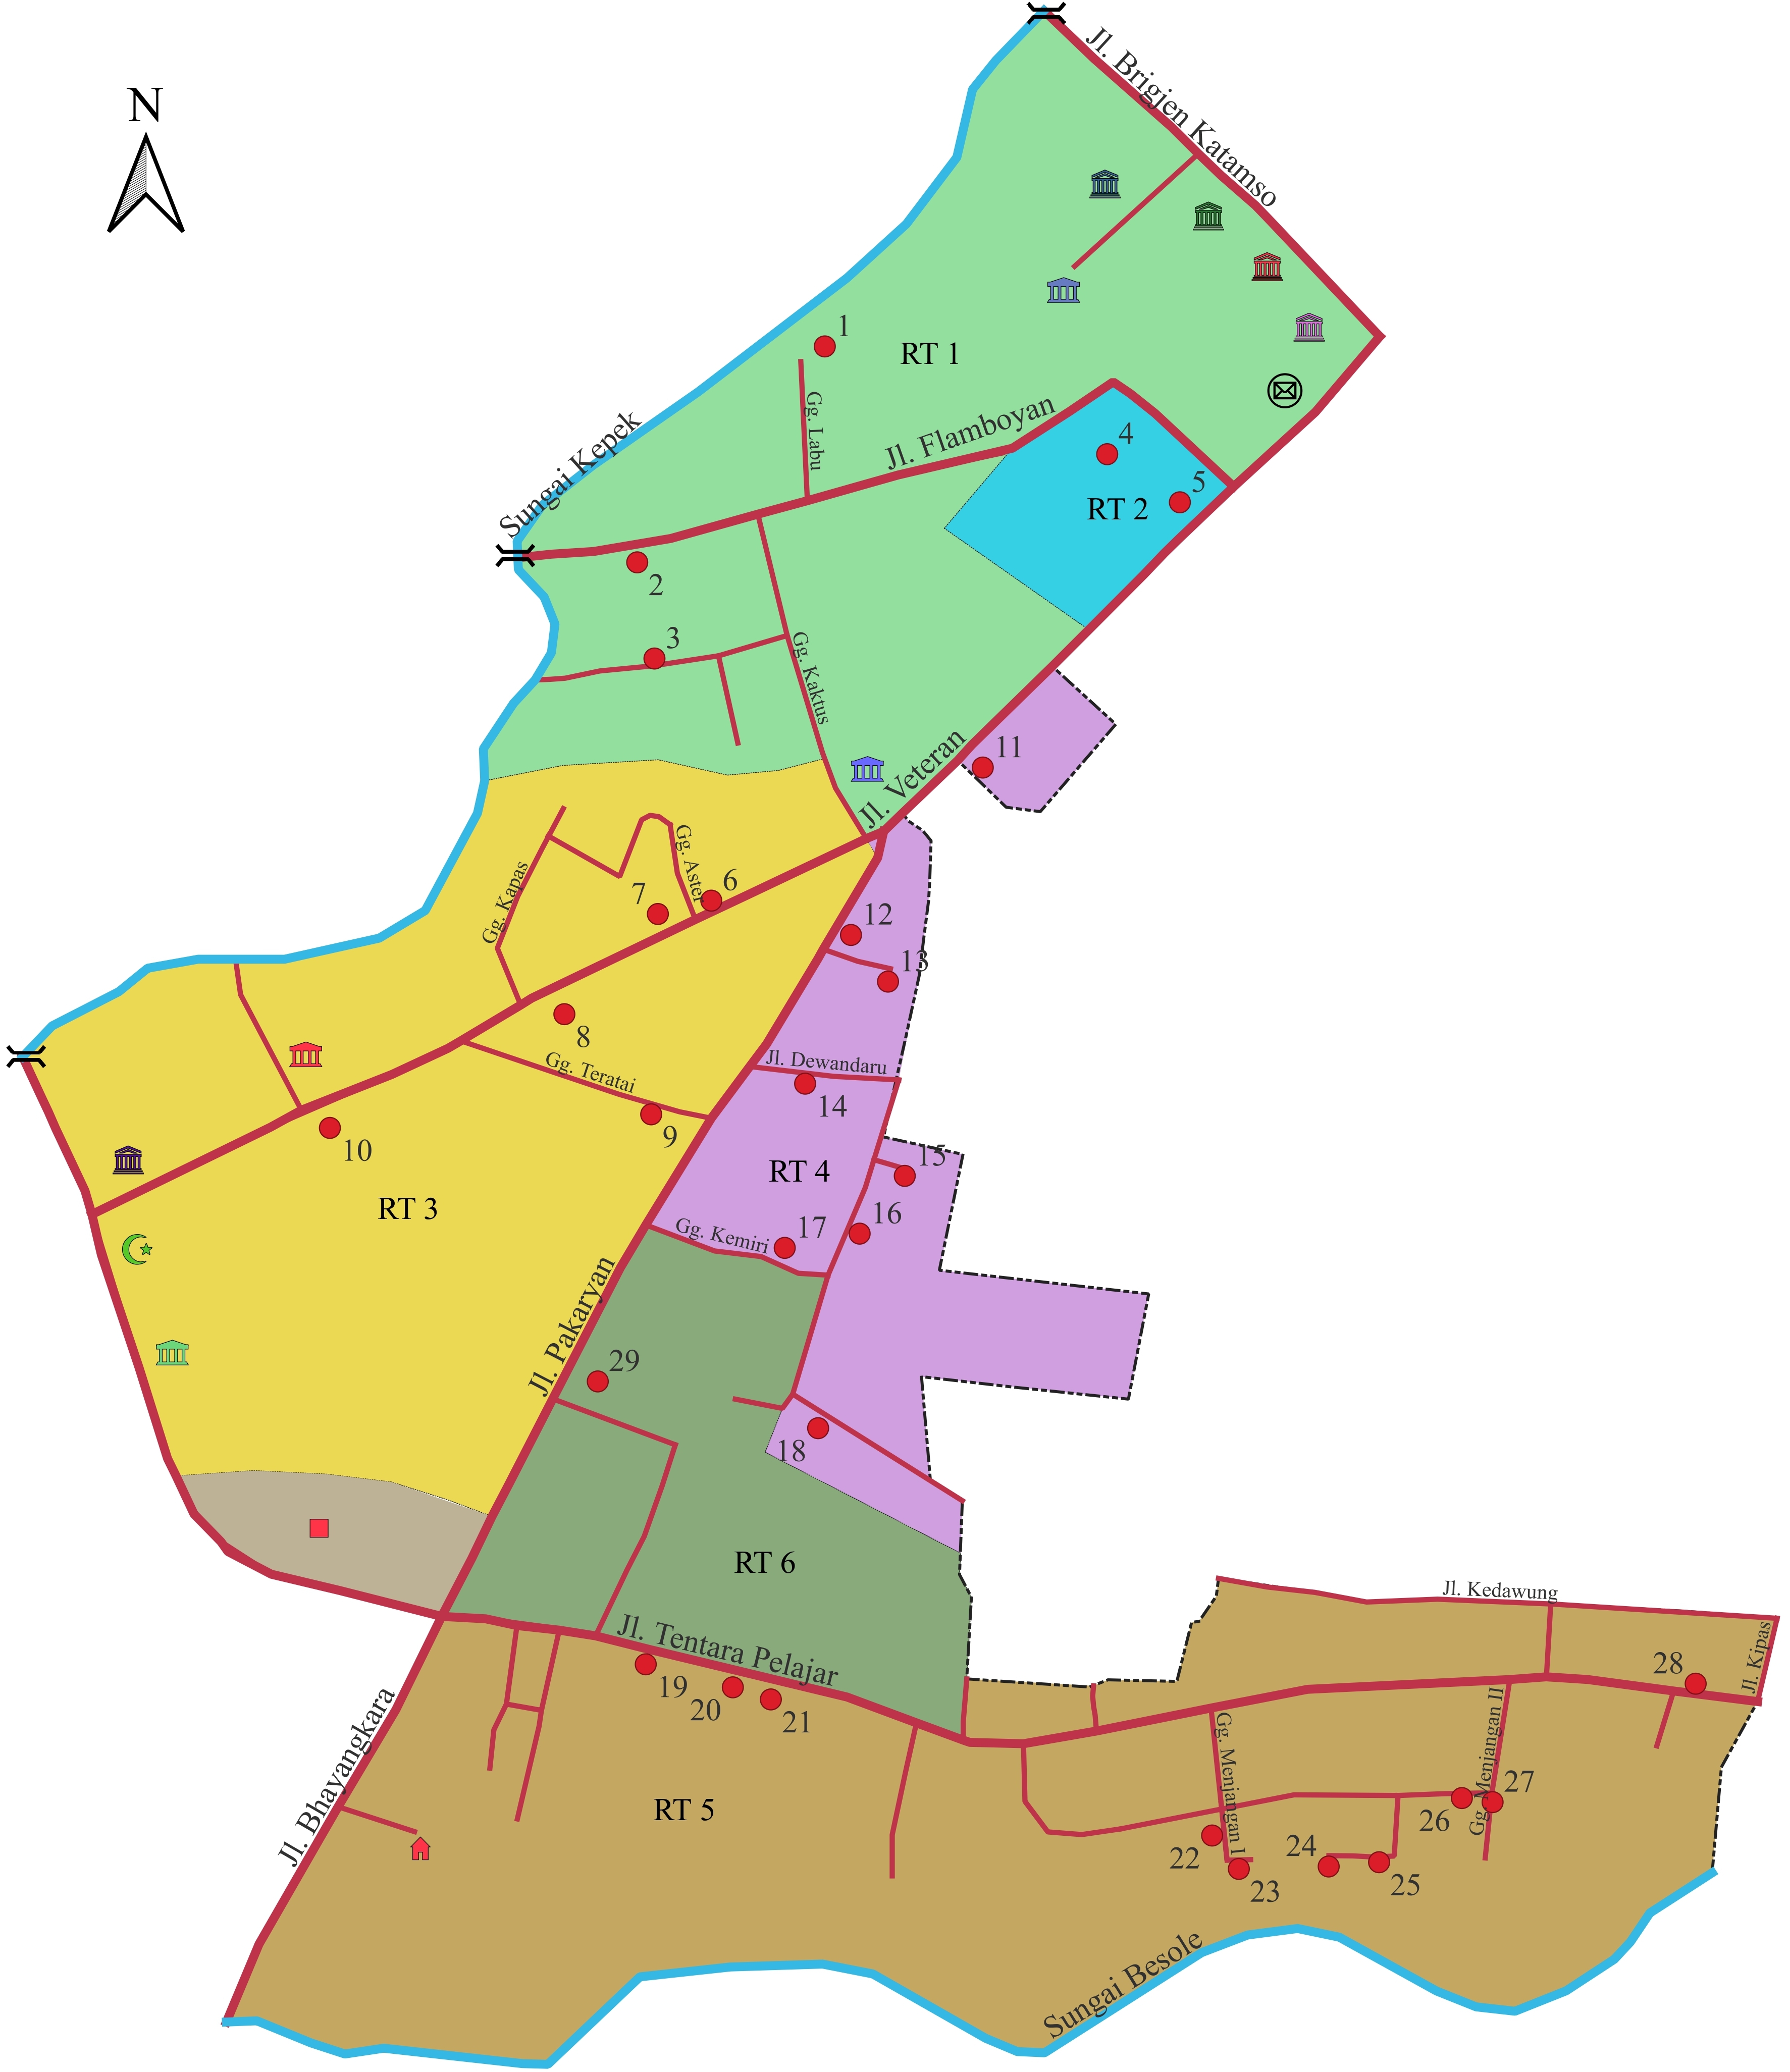 Jl. Brigjen Katamso
N
1
RT 1
Gg. Labu
Jl. Flamboyan
4
Sungai Kepek
5
RT 2
2
3
Gg. Kaktus
11
Jl. Veteran
Gg. Aster
6
7
Gg. Kapas
12
13
8
Jl. Dewandaru
Gg. Teratai
14
9
10
15
RT 4
RT 3
16
17
Gg. Kemiri
Jl. Pakaryan
29
18
RT 6
Jl. Kedawung
Jl. Tentara Pelajar
Jl. Kipas
28
19
20
21
Jl. Bhayangkara
Gg. Menjangan I
Gg. Menjangan II
27
RT 5
26
22
24
25
23
Sungai Besole